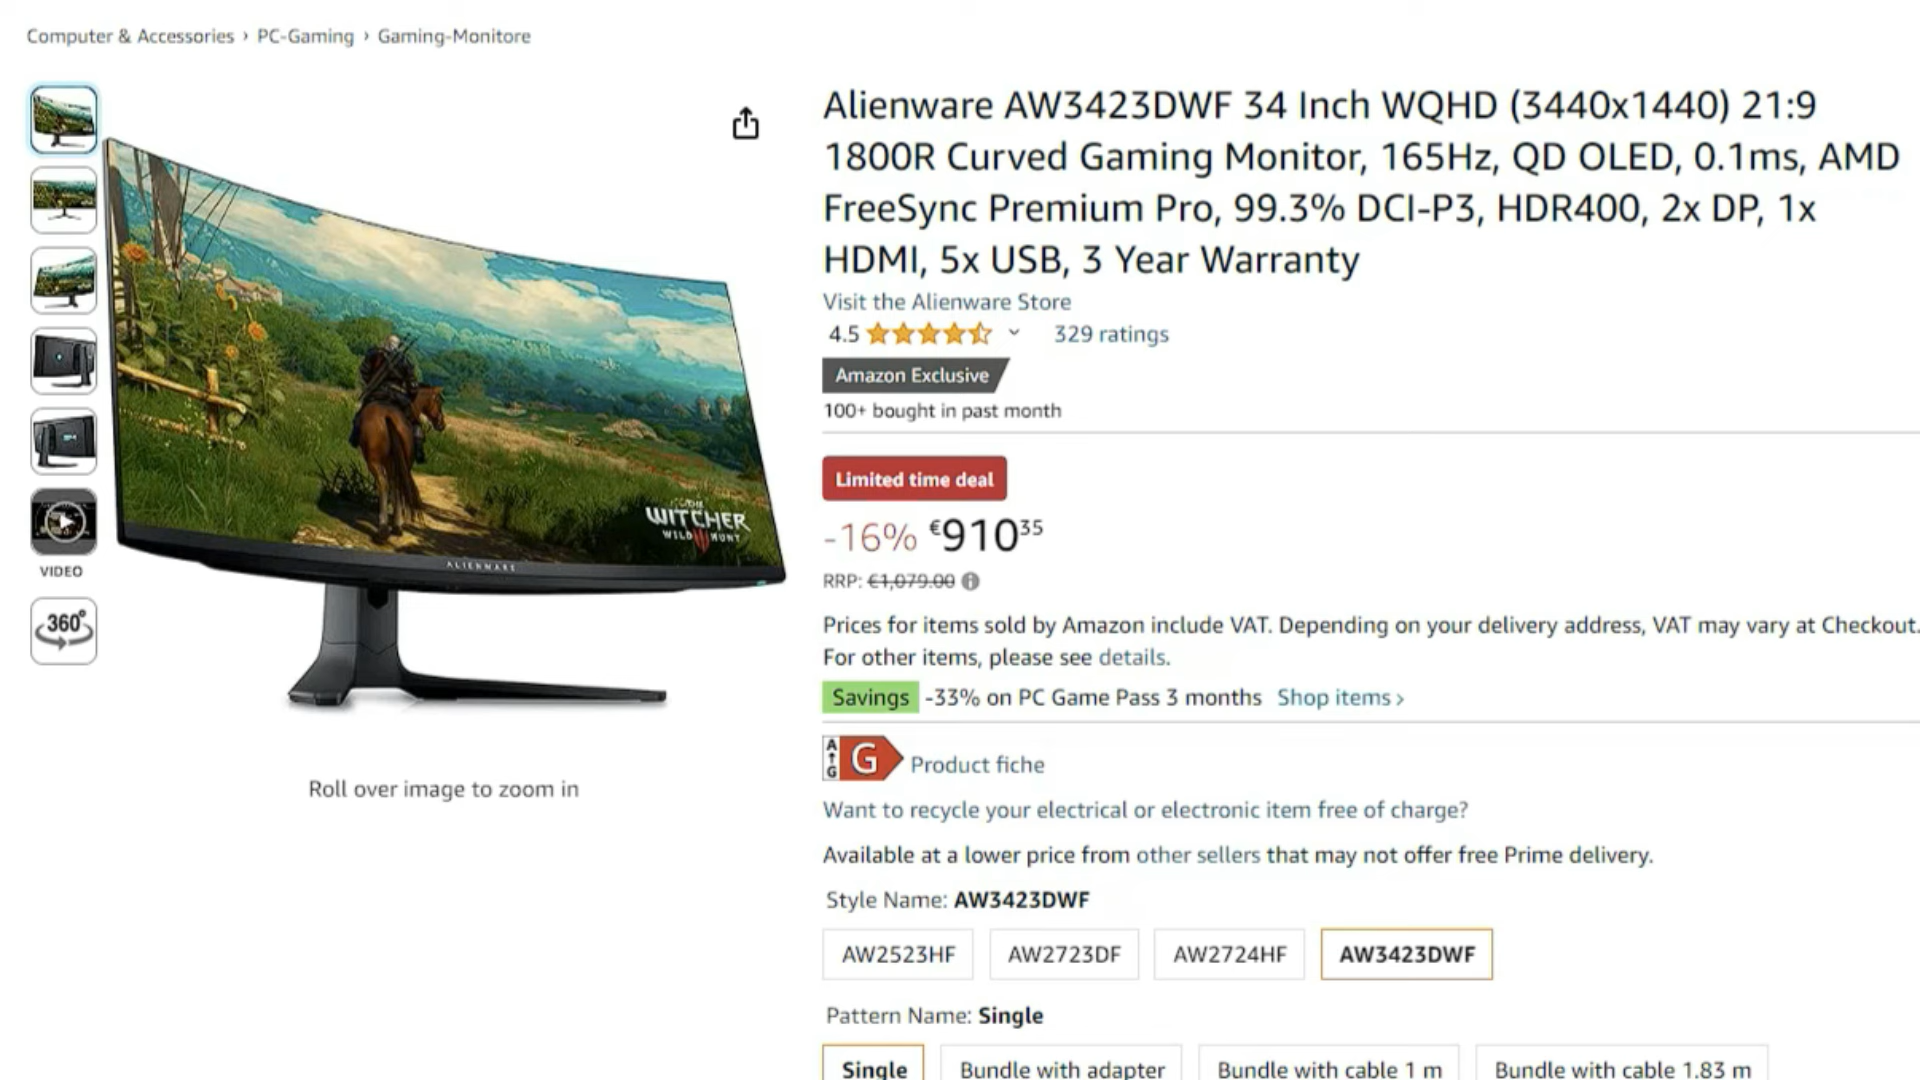 Computer & Accessories › PC-Gaming › Gaming-Monitore
Alienware AW3423DWF 34 Inch WQHD (3440x1440) 21:9
1800R Curved Gaming Monitor, 165Hz, QD OLED, 0.1ms, AMD
FreeSync Premium Pro, 99.3% DCI-P3, HDR400, 2x DP, 1x
HDMI, 5x USB, 3 Year Warranty
Visit the Alienware Store
4.5 329 ratings
Amazon Exclusive
100+ bought in past month
Limited time deal
-16% €91035
RRP: €1,079.00
Prices for items sold by Amazon include VAT. Depending on your delivery address, VAT may vary at Checkout.
For other items, please see details.
Savings -33% on PC Game Pass 3 months Shop items ›
A G G Product fiche
Want to recycle your electrical or electronic item free of charge?
Available at a lower price from other sellers that may not offer free Prime delivery.
Style Name: AW3423DWF
AW2523HF AW2723DF AW2724HF AW3423DWF
Pattern Name: Single
Single Bundle with adapter Bundle with cable 1 m Bundle with cable 1.83 m
VIDEO
360°
THE
WITCHER
WILD HUNT
ALIENWARE
Roll over image to zoom in